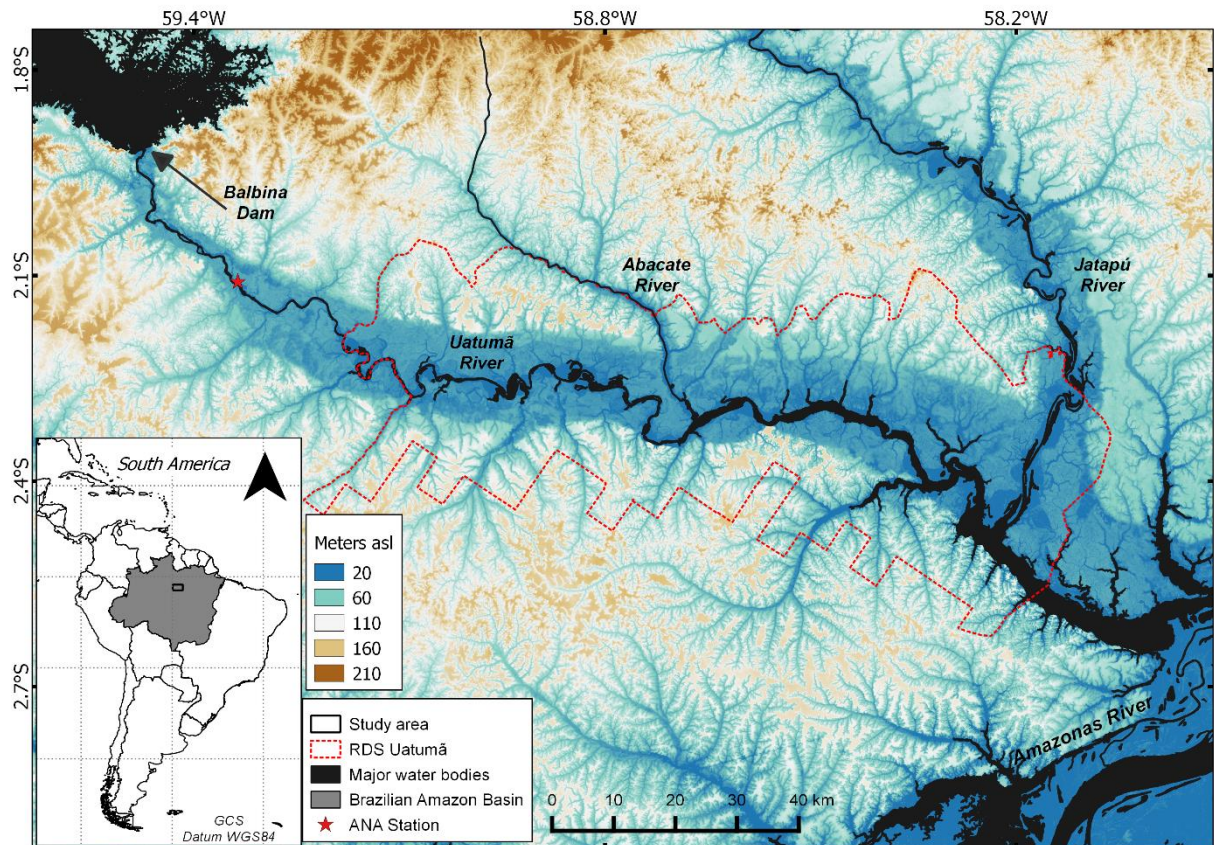 59.4°W
58.8°W
58.2°W
1.8°S
2.1°S
2.4°S
2.7°S
Balbina
Dam
Abacate
River
Jatapú
River
Uatumã
River
Amazonas River
South America
GCS
Datum WGS84
Meters asl
20
60
110
160
210
Study area
RDS Uatumã
Major water bodies
Brazilian Amazon Basin
ANA Station
0 10 20 30 40 km